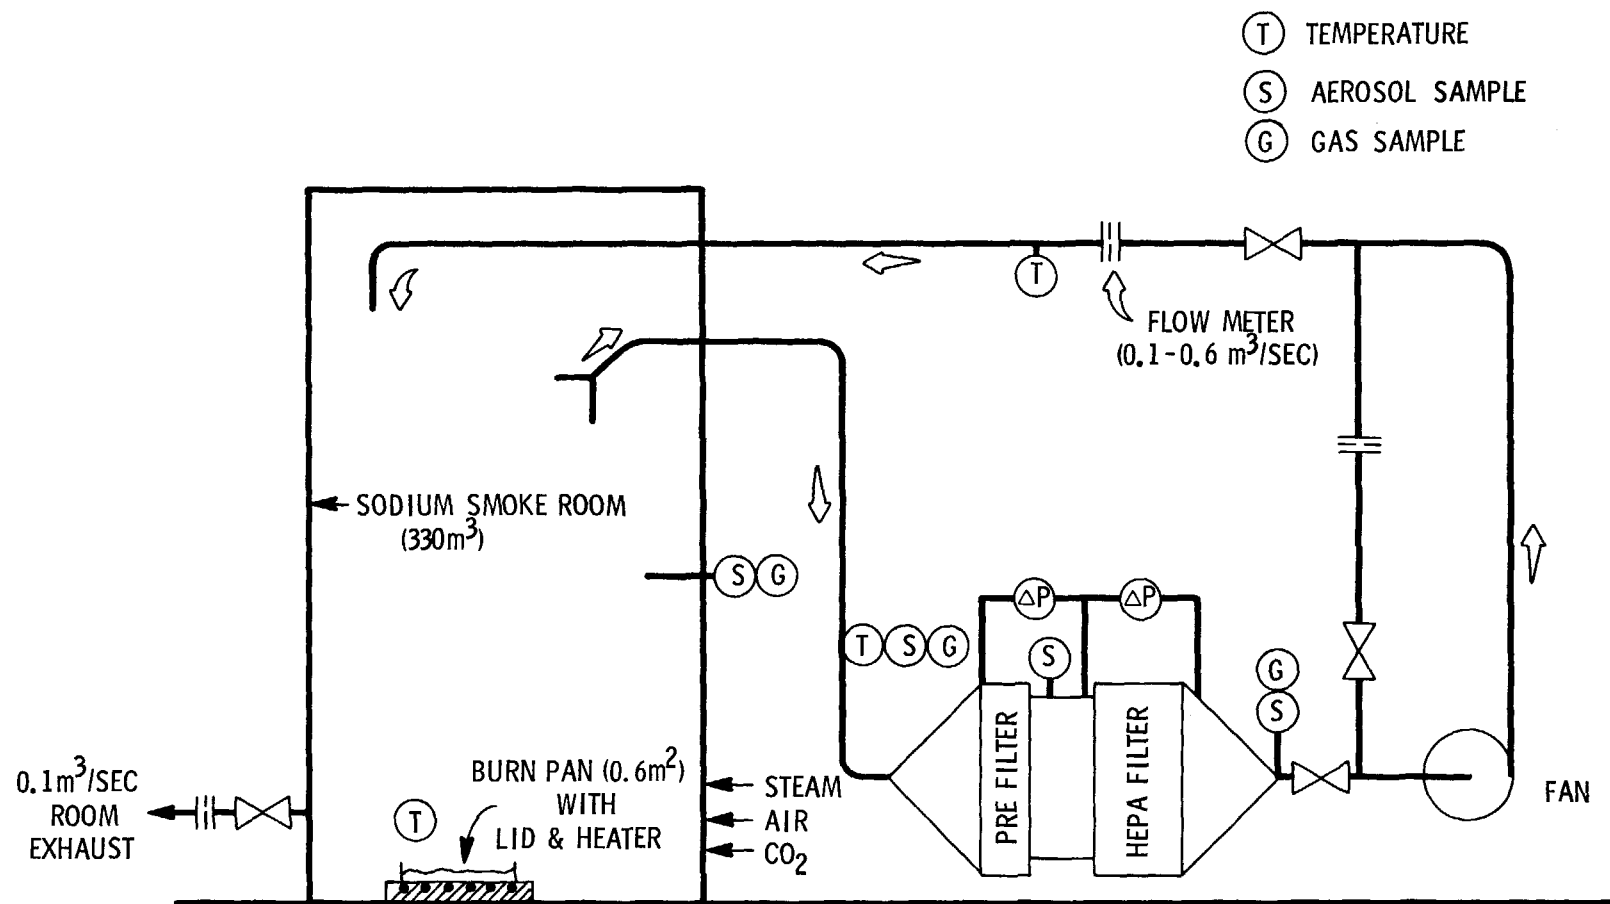 T TEMPERATURE
S AEROSOL SAMPLE
G GAS SAMPLE
T
FLOW METER
(0.1-0.6 m³/SEC)
SODIUM SMOKE ROOM
(330m³)
S G
ΔP ΔP
T S G
S
G
S
PRE FILTER
HEPA FILTER
FAN
BURN PAN (0.6m²)
WITH
LID & HEATER
T
STEAM
AIR
CO₂
0.1m³/SEC
ROOM
EXHAUST